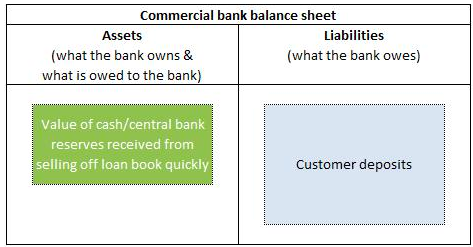 Commercial bank balance sheet
Assets
(what the bank owns &
what is owed to the bank)
Liabilities
(what the bank owes)
Value of cash/central bank
reserves received from
selling off loan book quickly
Customer deposits